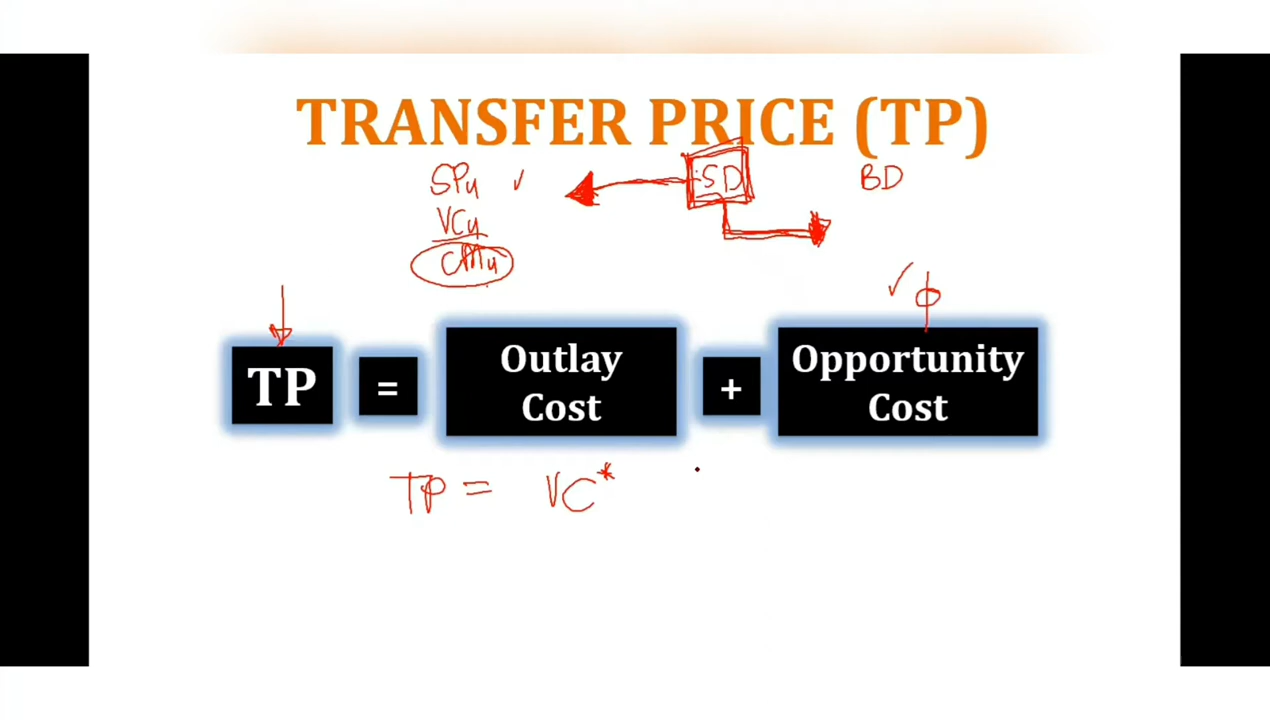 TRANSFER PRICE (TP)
SPu ✓ SD BD
VCu
CMu
✓ φ
TP = Outlay Cost + Opportunity Cost
TP = VC*